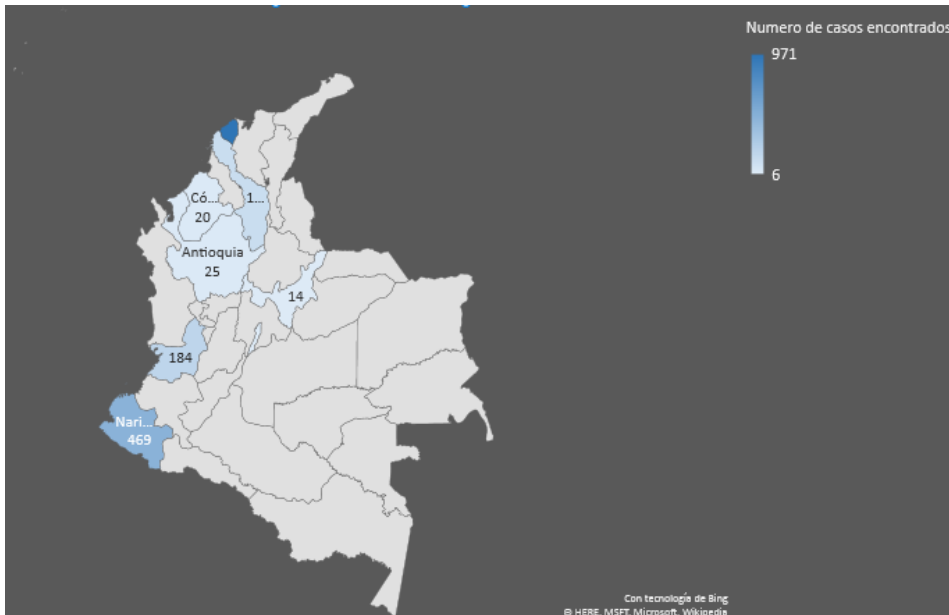 Numero de casos encontrados
971
6
Có...
20
1...
Antioquia
25
14
184
Nari...
469
Con tecnología de Bing
© HERE, MSFT, Microsoft, Wikipedia